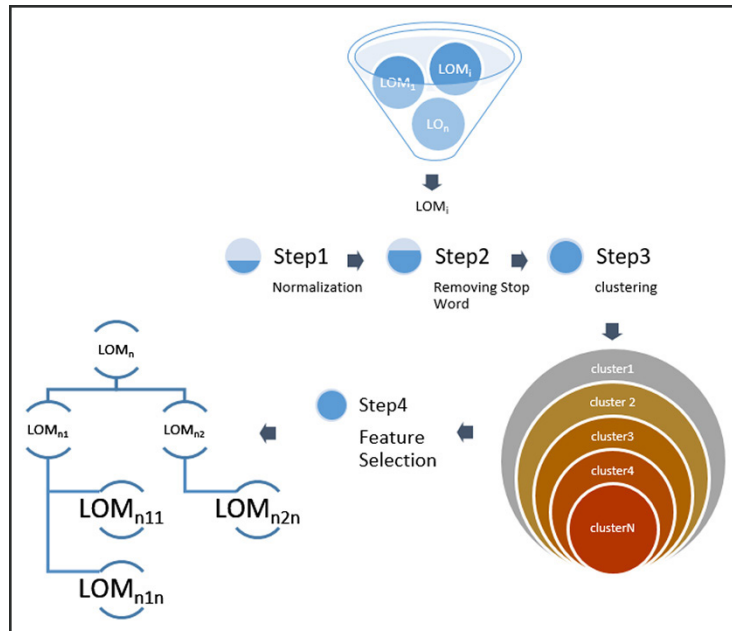 LOM₁
LOMᵢ
LOₙ
LOMᵢ
Step1
Normalization
Step2
Removing Stop
Word
Step3
clustering
cluster1
cluster 2
cluster3
cluster4
clusterN
Step4
Feature
Selection
LOMₙ
LOMₙ₁
LOMₙ₂
LOMₙ₁₁
LOM₂ₙ
LOMₙ₁ₙ